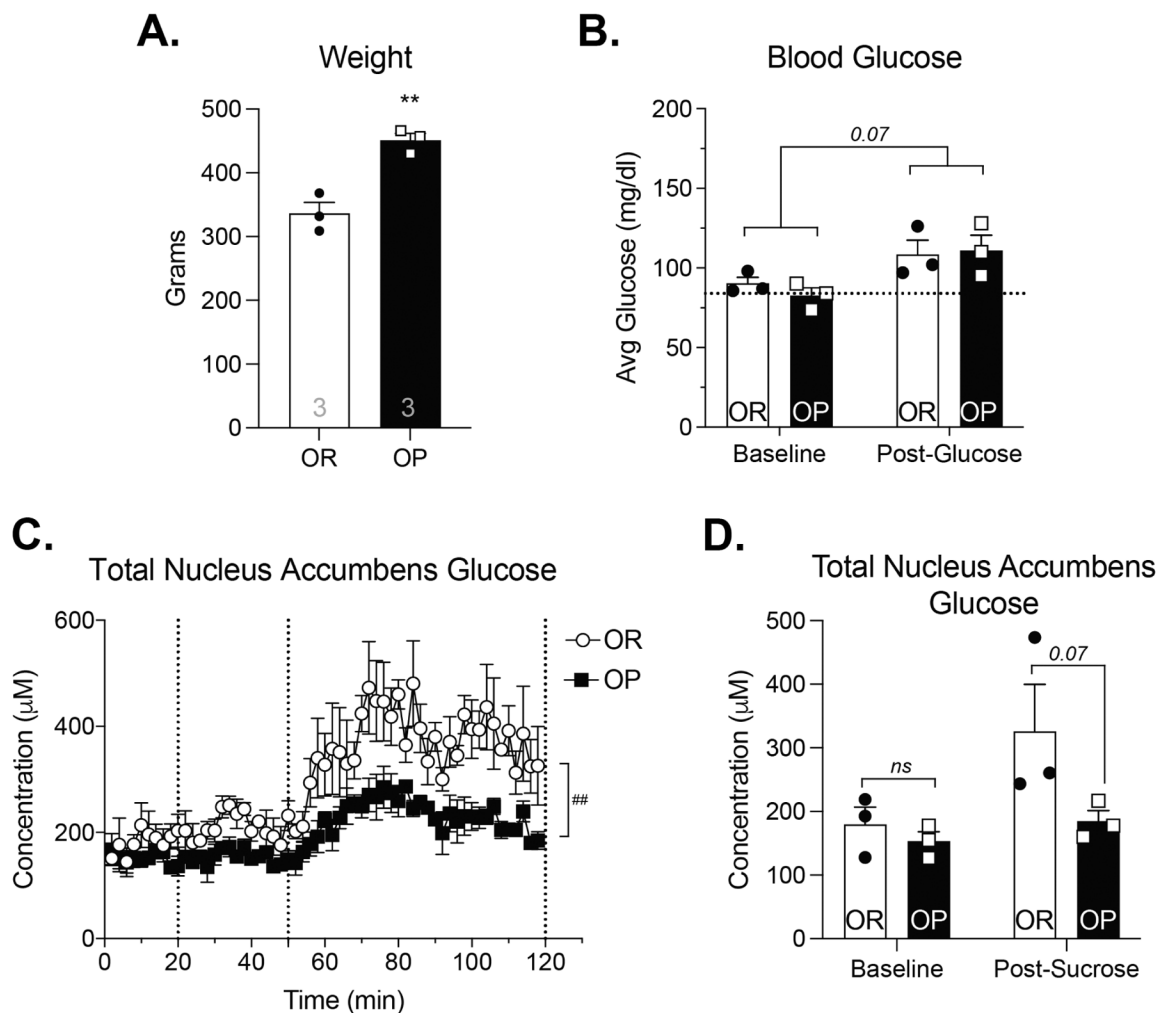 A.
Weight
**
500
400
300
200
100
0
Grams
3
3
OR
OP
B.
Blood Glucose
200
150
100
50
0
Avg Glucose (mg/dl)
0.07
OR
OP
OR
OP
Baseline
Post-Glucose
C.
Total Nucleus Accumbens Glucose
600
400
200
0
Concentration (μM)
OR
OP
##
0
20
40
60
80
100
120
Time (min)
D.
Total Nucleus Accumbens
Glucose
500
400
300
200
100
0
Concentration (μM)
ns
0.07
OR
OP
OR
OP
Baseline
Post-Sucrose